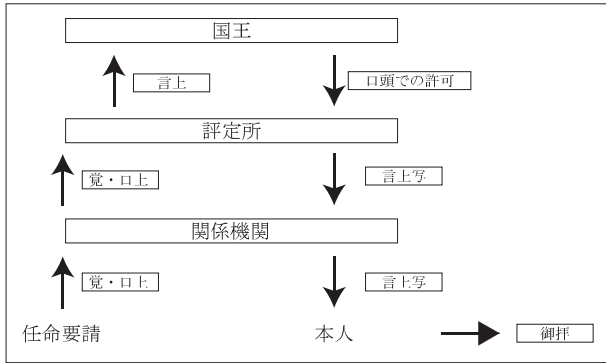 国王
言上
口頭での許可
評定所
覚・口上
言上写
関係機関
覚・口上
言上写
任命要請
本人
御拝